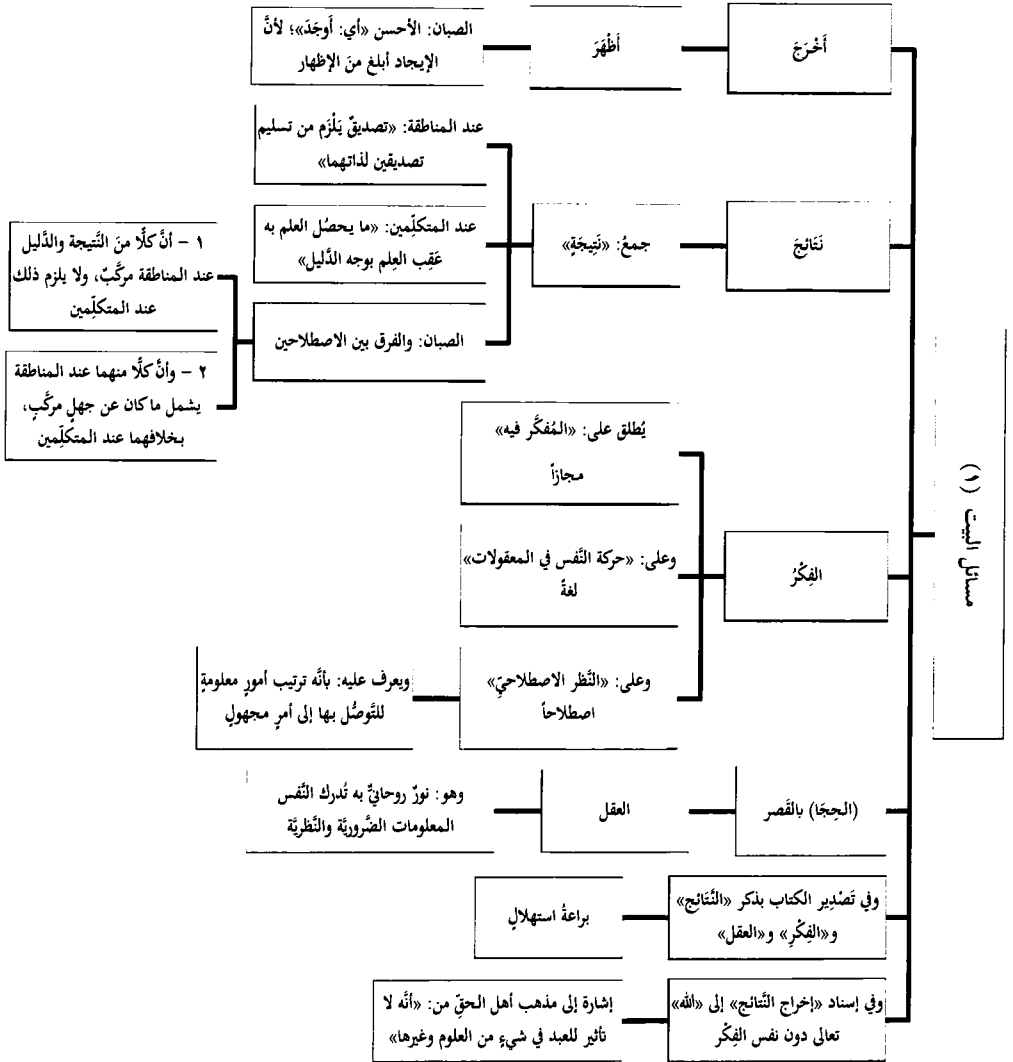 مسائل البيت (١)
أَخْرَجَ
أَظْهَرَ
الصبان: الأحسن «أي: أَوجَدَ»؛ لأنَّ
الإيجاد أبلغ منَ الإظهار
نَتَائِجَ
جمعُ: «نَتِيجَةٍ»
عند المناطقة: «تصديقٌ يَلْزَم من تسليم
تصديقين لذاتهما»
عند المتكلِّمين: «ما يحصُل العلم به
عَقِب العِلم بوجه الدَّليل»
الصبان: والفرق بين الاصطلاحين
١ - أنَّ كلًّا منَ النَّتيجة والدَّليل
عند المناطقة مركَّبٌ، ولا يلزم ذلك
عند المتكلِّمين
٢ - وأنَّ كلًّا منهما عند المناطقة
يشمل ما كان عن جهلٍ مركَّبٍ،
بخلافهما عند المتكلِّمين
الفِكْرُ
يُطلق على: «المُفكَّر فيه»
مجازاً
وعلى: «حركة النَّفس في المعقولات»
لغةً
وعلى: «النَّظر الاصطلاحيِّ»
اصطلاحاً
ويعرف عليه: بأنَّه ترتيب أمورٍ معلومةٍ
للتَّوصُّل بها إلى أمرٍ مجهولٍ
(الحِجَا) بالقَصر
العقل
وهو: نورٌ روحانيٌّ به تُدرك النَّفس
المعلومات الضَّروريَّة والنَّظريَّة
وفي تَصْدِير الكتاب بذكر «النَّتَائِج»
و«الفِكْرِ» و«العقل»
براعةُ استهلالٍ
وفي إسناد «إخراج النَّتائج» إلى «الله»
تعالى دون نفس الفِكْر
إشارة إلى مذهب أهل الحقِّ من: «أنَّه لا
تأثير للعبد في شيءٍ من العلوم وغيرها»